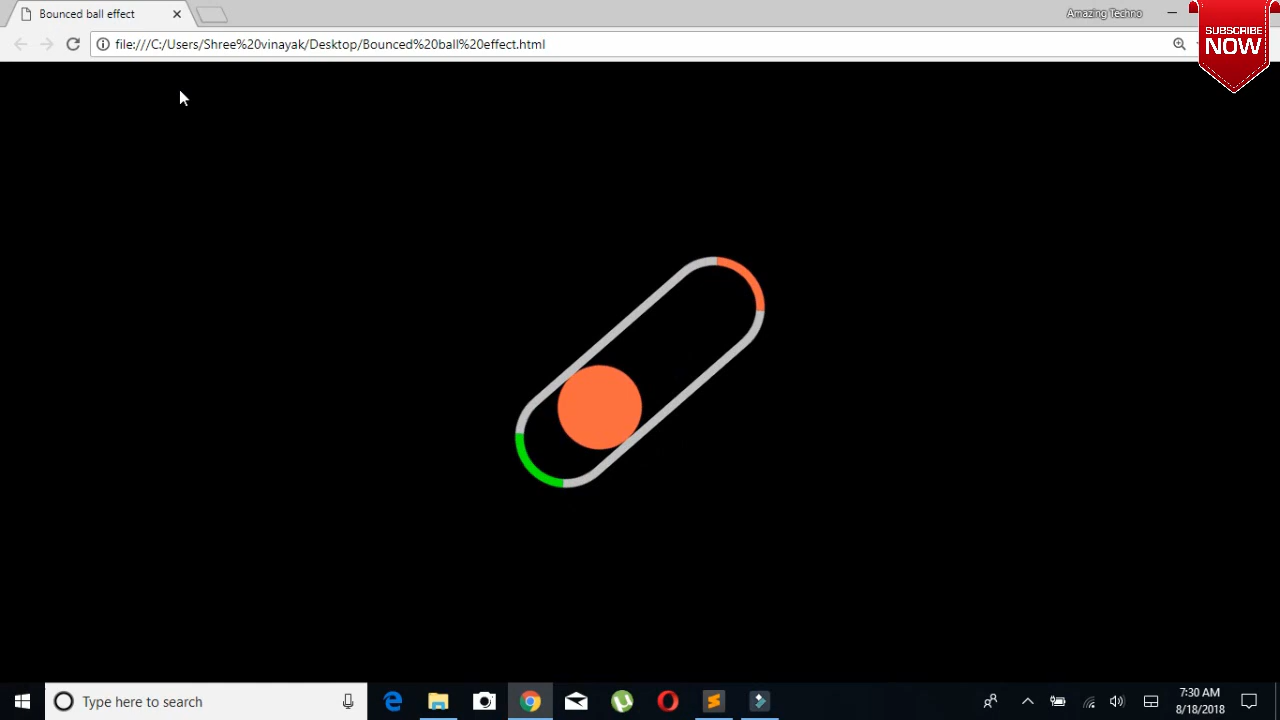 Bounced ball effect
Amazing Techno
file:///C:/Users/Shree%20vinayak/Desktop/Bounced%20ball%20effect.html
SUBSCRIBE
NOW
Type here to search
7:30 AM
8/18/2018